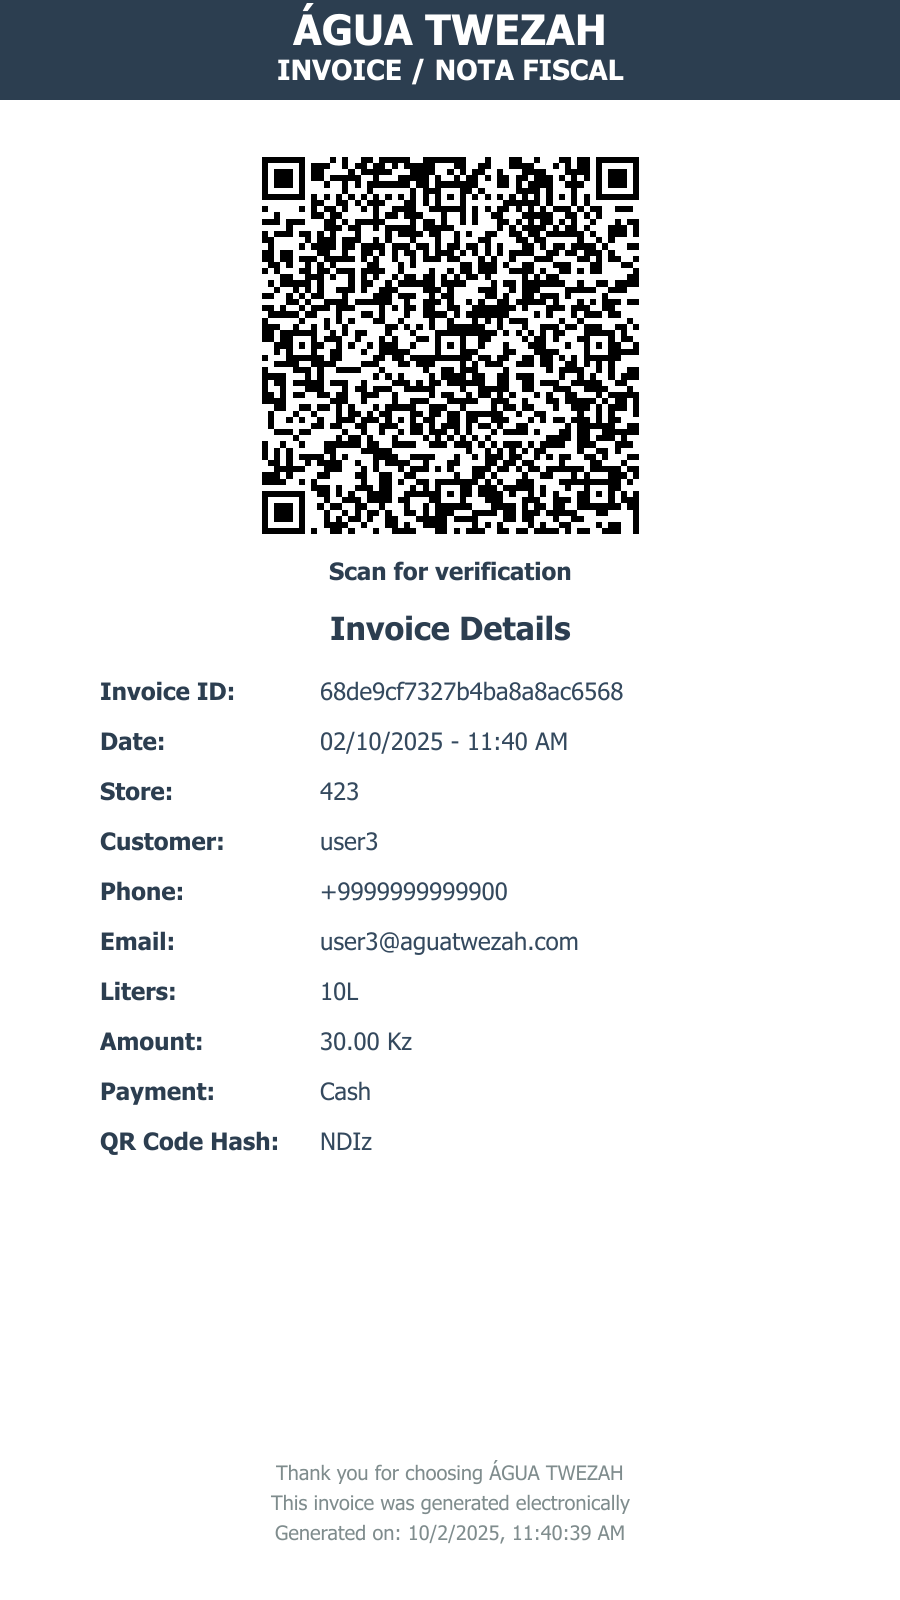 ÁGUA TWEZAH
INVOICE / NOTA FISCAL
Scan for verification
Invoice Details
Invoice ID: 68de9cf7327b4ba8a8ac6568
Date: 02/10/2025 - 11:40 AM
Store: 423
Customer: user3
Phone: +9999999999900
Email: user3@aguatwezah.com
Liters: 10L
Amount: 30.00 Kz
Payment: Cash
QR Code Hash: NDIz
Thank you for choosing ÁGUA TWEZAH
This invoice was generated electronically
Generated on: 10/2/2025, 11:40:39 AM